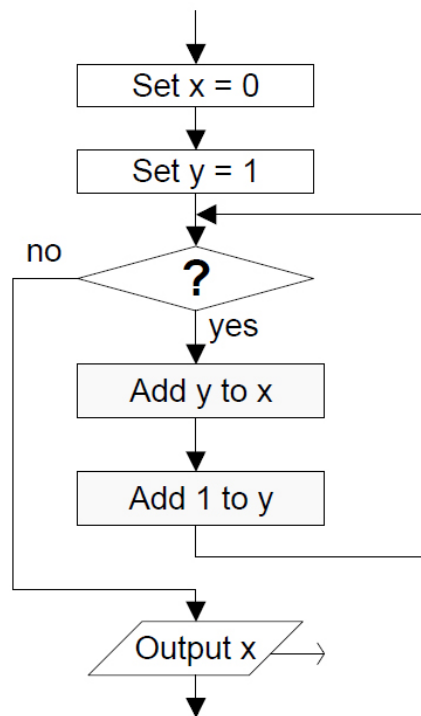 Set x = 0
Set y = 1
no
?
yes
Add y to x
Add 1 to y
Output x